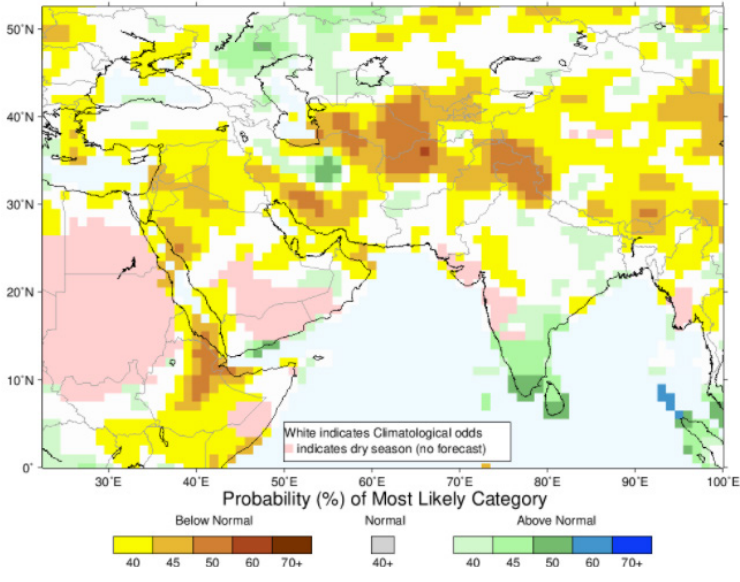 50˚N
40˚N
30˚N
20˚N
10˚N
0˚
White indicates Climatological odds
indicates dry season (no forecast)
30˚E 40˚E 50˚E 60˚E 70˚E 80˚E 90˚E 100˚E
Probability (%) of Most Likely Category
Below Normal Normal Above Normal
40 45 50 60 70+ 40+ 40 45 50 60 70+